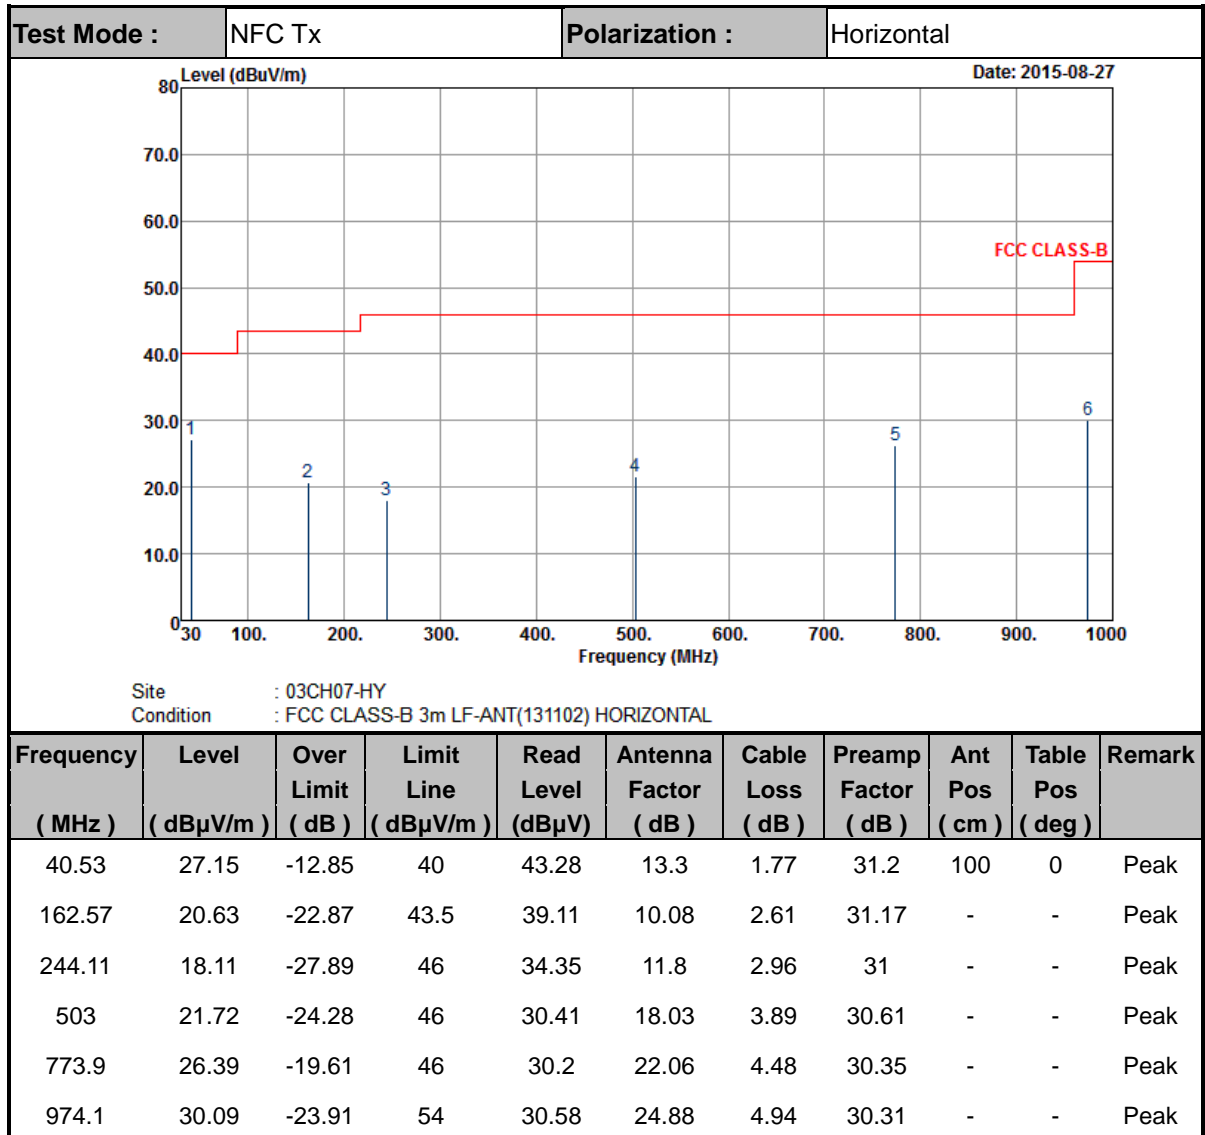 Test Mode : NFC Tx Polarization : Horizontal
Level (dBuV/m) Date: 2015-08-27
80
70.0
60.0
FCC CLASS-B
50.0
40.0
30.0
20.0
10.0
0
1
2
3
4
5
6
30 100. 200. 300. 400. 500. 600. 700. 800. 900. 1000
Frequency (MHz)
Site : 03CH07-HY
Condition : FCC CLASS-B 3m LF-ANT(131102) HORIZONTAL
Frequency Level Over Limit Read Antenna Cable Preamp Ant Table Remark
Limit Line Level Factor Loss Factor Pos Pos
( MHz ) ( dBµV/m ) ( dB ) ( dBµV/m ) (dBµV) ( dB ) ( dB ) ( dB ) ( cm ) ( deg )
40.53 27.15 -12.85 40 43.28 13.3 1.77 31.2 100 0 Peak
162.57 20.63 -22.87 43.5 39.11 10.08 2.61 31.17 - - Peak
244.11 18.11 -27.89 46 34.35 11.8 2.96 31 - - Peak
503 21.72 -24.28 46 30.41 18.03 3.89 30.61 - - Peak
773.9 26.39 -19.61 46 30.2 22.06 4.48 30.35 - - Peak
974.1 30.09 -23.91 54 30.58 24.88 4.94 30.31 - - Peak